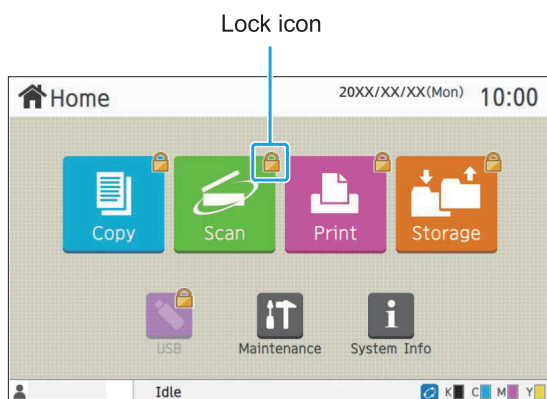 Lock icon
Home 20XX/XX/XX(Mon) 10:00
Copy Scan Print Storage
USB Maintenance System Info
Idle K C M Y